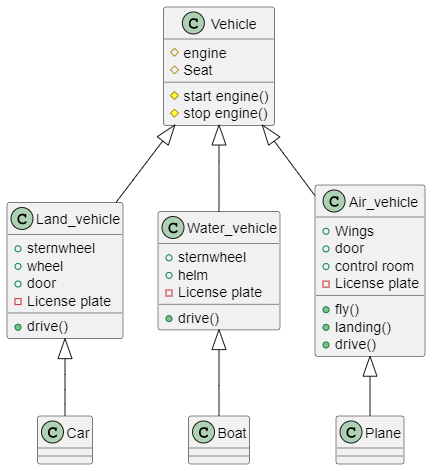 C Vehicle
engine
Seat
start engine()
stop engine()
C Land_vehicle
sternwheel
wheel
door
License plate
drive()
C Water_vehicle
sternwheel
helm
License plate
drive()
C Air_vehicle
Wings
door
control room
License plate
fly()
landing()
drive()
C Car
C Boat
C Plane